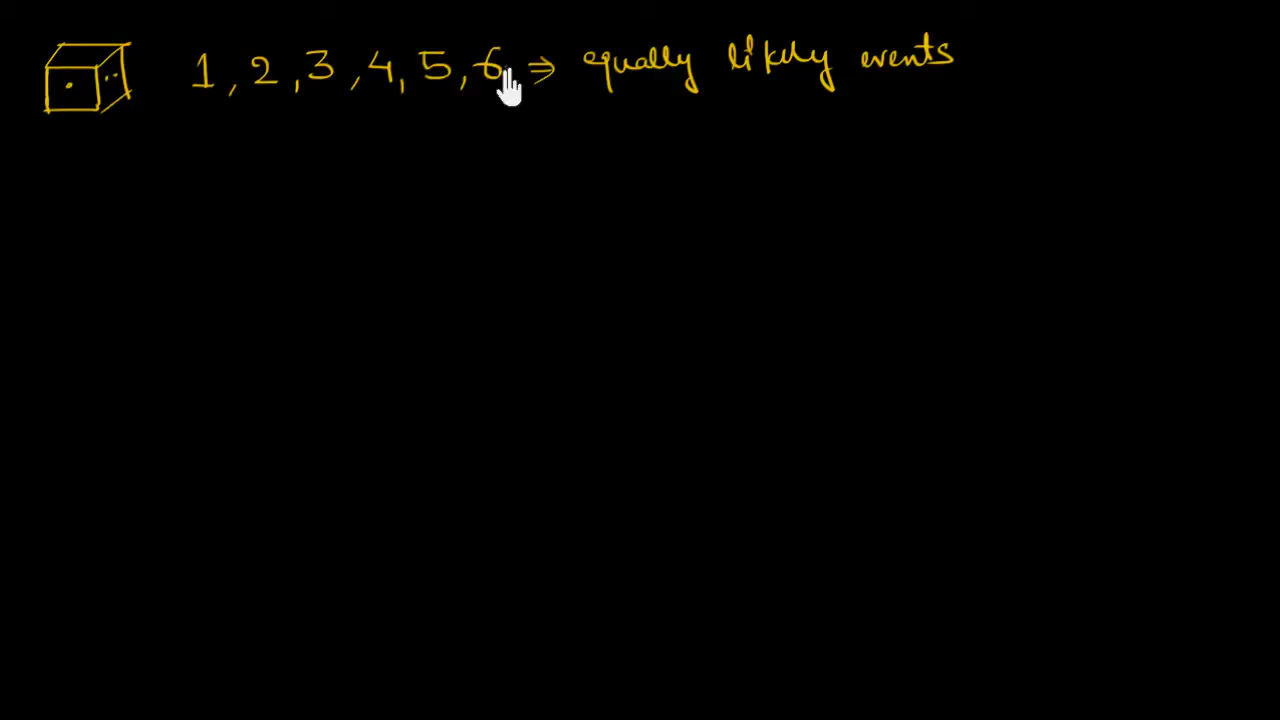 1, 2, 3, 4, 5, 6 ⇒ equally likely events